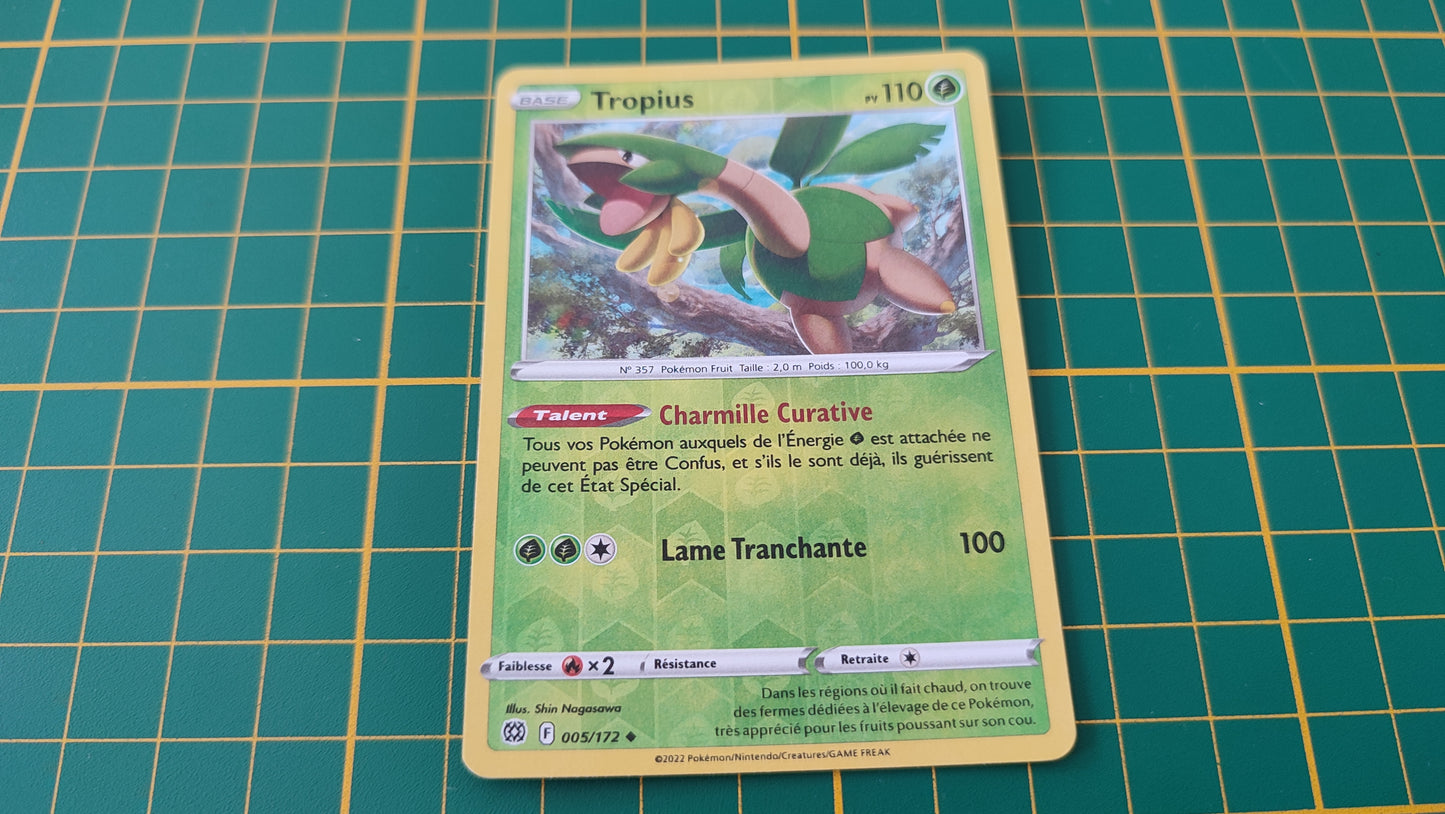 BASE Tropius PV 110
N° 357 Pokémon Fruit Taille : 2,0 m Poids : 100,0 kg
Talent Charmille Curative
Tous vos Pokémon auxquels de l'Énergie est attachée ne
peuvent pas être Confus, et s'ils le sont déjà, ils guérissent
de cet État Spécial.
Lame Tranchante 100
Faiblesse ×2 Résistance Retraite
Illus. Shin Nagasawa
Dans les régions où il fait chaud, on trouve
des fermes dédiées à l'élevage de ce Pokémon,
très apprécié pour les fruits poussant sur son cou.
F 005/172
©2022 Pokémon/Nintendo/Creatures/GAME FREAK